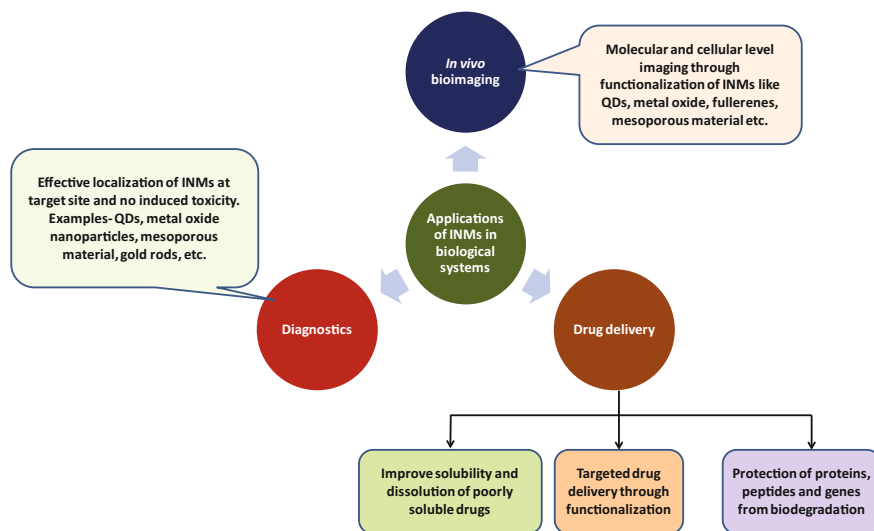 In vivo
bioimaging
Molecular and cellular level
imaging through
functionalization of INMs like
QDs, metal oxide, fullerenes,
mesoporous material etc.
Effective localization of INMs at
target site and no induced toxicity.
Examples- QDs, metal oxide
nanoparticles, mesoporous
material, gold rods, etc.
Applications
of INMs in
biological
systems
Diagnostics
Drug delivery
Improve solubility and
dissolution of poorly
soluble drugs
Targeted drug
delivery through
functionalization
Protection of proteins,
peptides and genes
from biodegradation